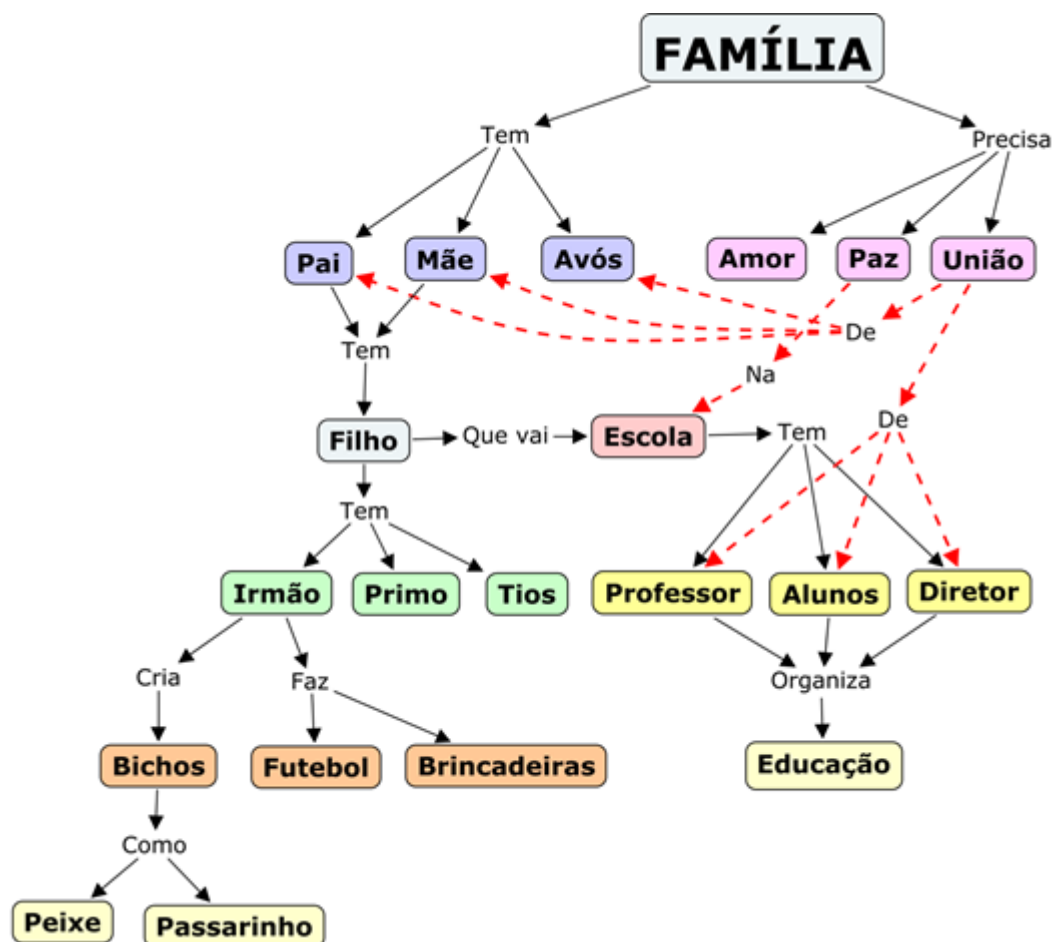 FAMÍLIA
Tem
Precisa
Pai
Mãe
Avós
Amor
Paz
União
De
Tem
Na
De
Filho
Que vai
Escola
Tem
Tem
Irmão
Primo
Tios
Professor
Alunos
Diretor
Cria
Faz
Organiza
Bichos
Futebol
Brincadeiras
Educação
Como
Peixe
Passarinho